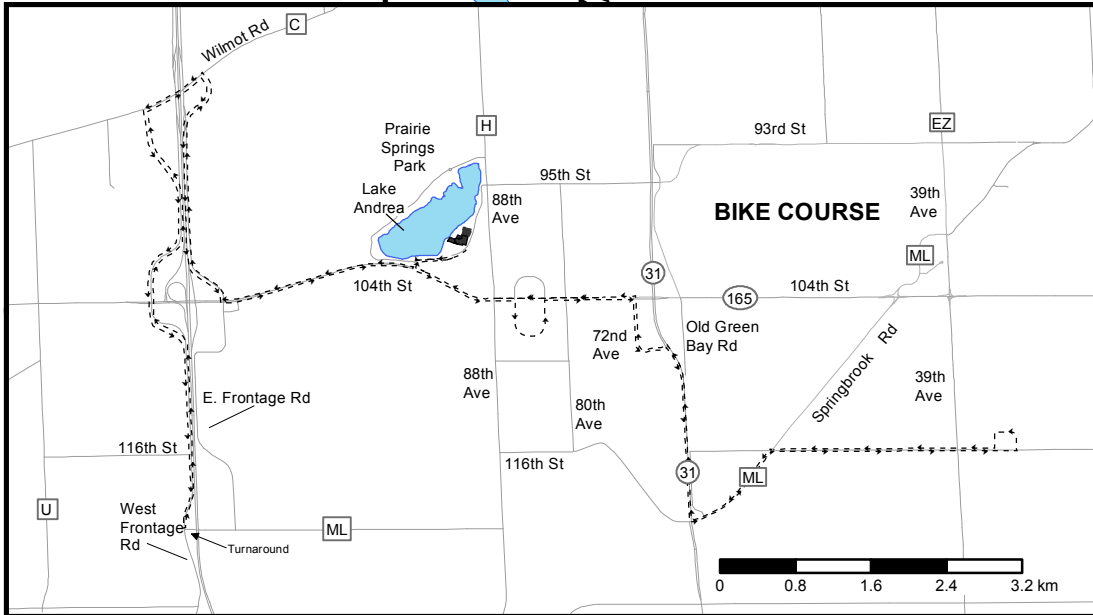 Wilmot Rd
C
Prairie
Springs
Park
H
93rd St
EZ
Lake
Andrea
95th St
88th
Ave
BIKE COURSE
39th
Ave
ML
31
104th St
165
104th St
72nd
Ave
Old Green
Bay Rd
Springbrook Rd
88th
Ave
39th
Ave
E. Frontage Rd
80th
Ave
116th St
116th St
31
ML
U
West
Frontage
Rd
ML
Turnaround
0 0.8 1.6 2.4 3.2 km